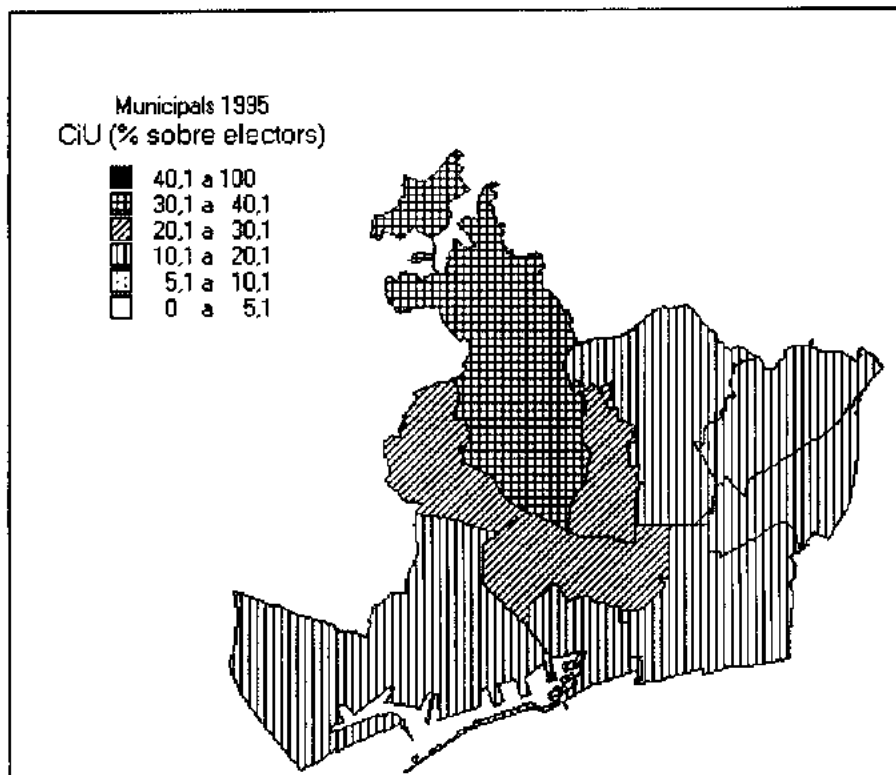 Municipals 1995
CiU (% sobre electors)
40,1 a 100
30,1 a 40,1
20,1 a 30,1
10,1 a 20,1
5,1 a 10,1
0 a 5,1